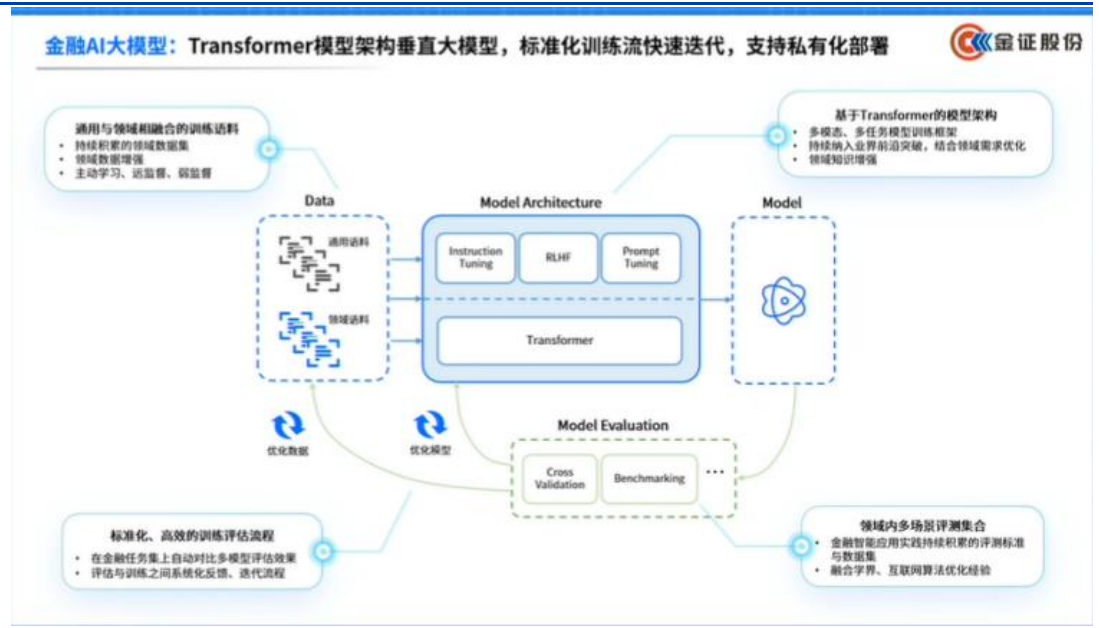 金融AI大模型：Transformer模型架构垂直大模型，标准化训练流快速迭代，支持私有化部署
金证股份
通用与领域相融合的训练语料
• 持续积累的领域数据集
• 领域数据增强
• 主动学习、远监督、弱监督
基于Transformer的模型架构
• 多模态、多任务模型训练框架
• 持续纳入业界前沿突破，结合领域需求优化
• 领域知识增强
Data
Model Architecture
Model
通用语料
领域语料
Instruction
Tuning
RLHF
Prompt
Tuning
Transformer
优化数据
优化模型
Model Evaluation
Cross
Validation
Benchmarking
...
标准化、高效的训练评估流程
• 在金融任务集上自动对比多模型评估效果
• 评估与训练之间系统化反馈、迭代流程
领域内多场景评测集合
• 金融智能应用实践持续积累的评测标准
与数据集
• 融合学界、互联网算法优化经验